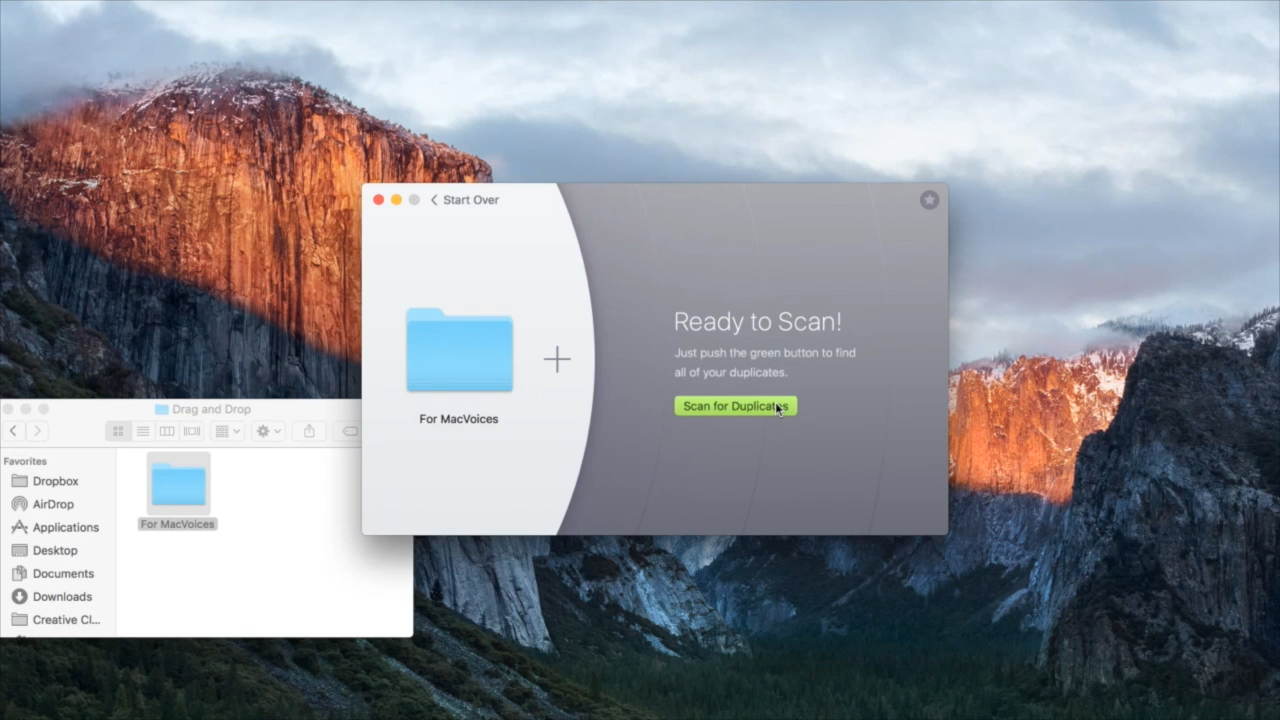 Start Over
Ready to Scan!
Just push the green button to find
all of your duplicates.
Scan for Duplicates
For MacVoices
Drag and Drop
Favorites
Dropbox
AirDrop
Applications
Desktop
Documents
Downloads
Creative Cl...
For MacVoices